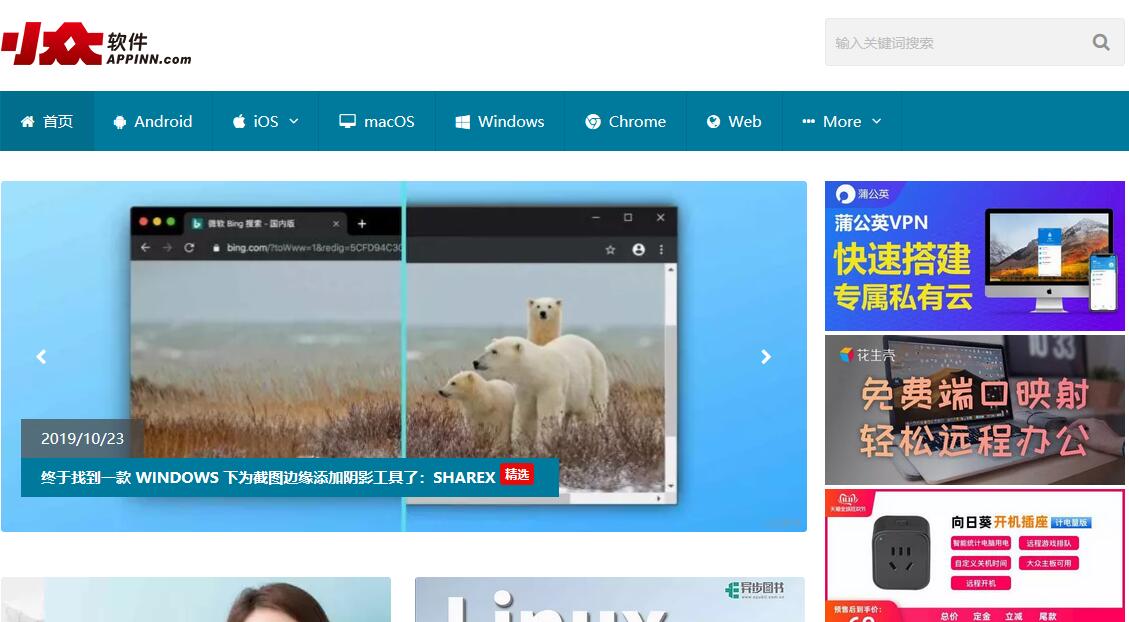 小众软件
APPINN.com
输入关键词搜索
首页
Android
iOS
macOS
Windows
Chrome
Web
More
微软 Bing 搜索 - 国内版
bing.com/?toWww=1&redig=5CFD94C3
2019/10/23
终于找到一款 WINDOWS 下为截图边缘添加阴影工具了：SHAREX 精选
蒲公英
蒲公英VPN
快速搭建
专属私有云
花生壳
免费端口映射
轻松远程办公
向日葵开机插座 计电量版
智能统计电脑用电 远程游戏排队
自定义关机时间 大众主板可用
远程开机
预售后到手价:
总价 定金 立减 尾款
异步图书
Linux